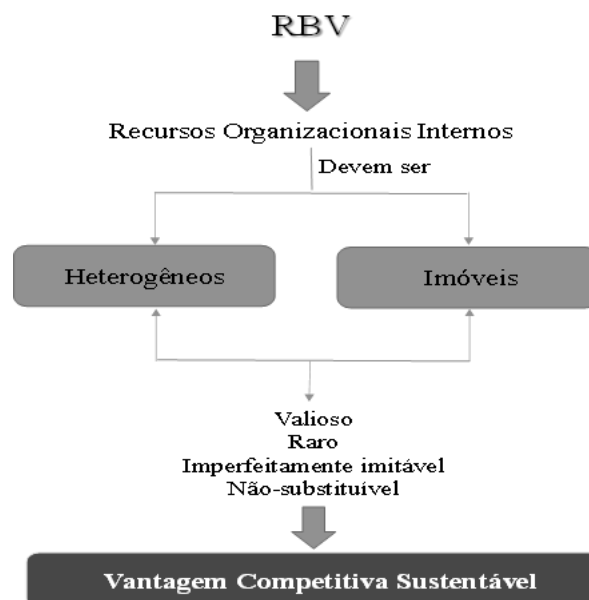 RBV
Recursos Organizacionais Internos
Devem ser
Heterogêneos
Imóveis
Valioso
Raro
Imperfeitamente imitável
Não-substituível
Vantagem Competitiva Sustentável